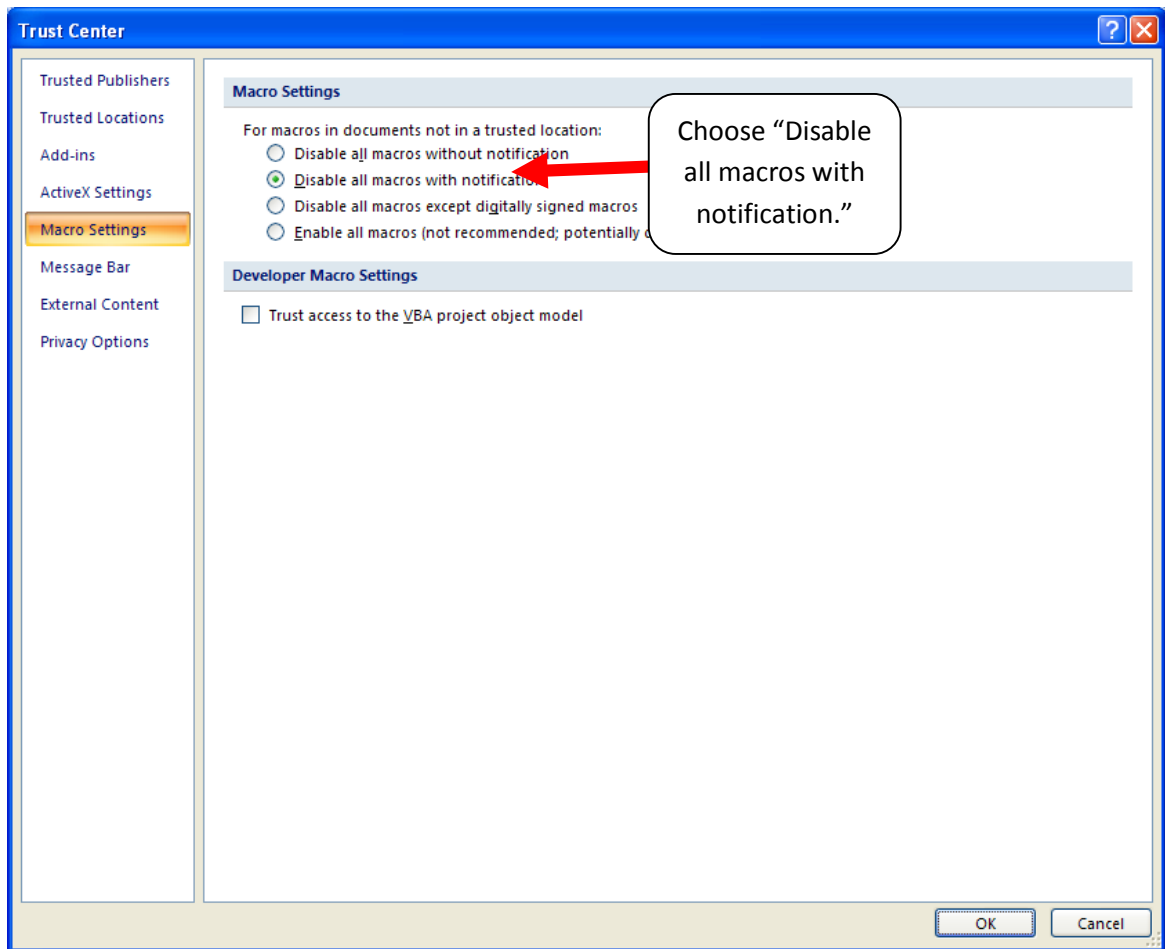 Trust Center
Trusted Publishers
Trusted Locations
Add-ins
ActiveX Settings
Macro Settings
Message Bar
External Content
Privacy Options
Macro Settings
For macros in documents not in a trusted location:
Disable all macros without notification
Disable all macros with notification
Disable all macros except digitally signed macros
Enable all macros (not recommended; potentially
Choose “Disable
all macros with
notification.”
Developer Macro Settings
Trust access to the VBA project object model
OK
Cancel